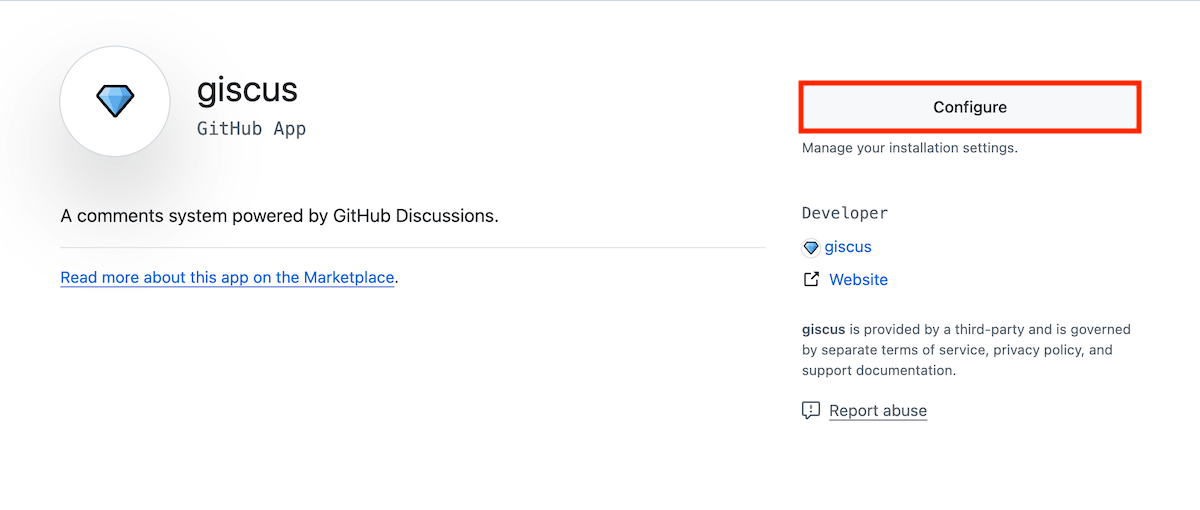 giscus
GitHub App
A comments system powered by GitHub Discussions.
Read more about this app on the Marketplace.
Configure
Manage your installation settings.
Developer
giscus
Website
giscus is provided by a third-party and is governed
by separate terms of service, privacy policy, and
support documentation.
Report abuse